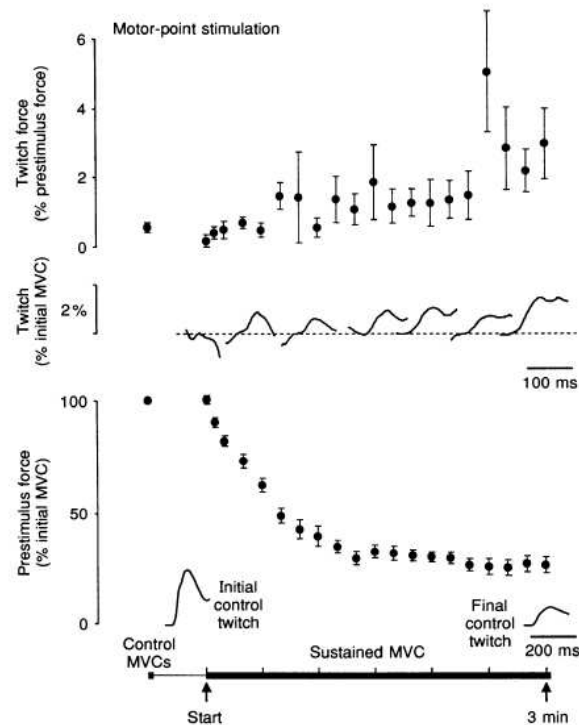 Motor-point stimulation
Twitch force
(% prestimulus force)
6
4
2
0
Twitch
(% initial MVC)
2%
100 ms
Prestimulus force
(% initial MVC)
100
50
0
Initial
control
twitch
Final
control
twitch
200 ms
Control
MVCs
Sustained MVC
Start
3 min